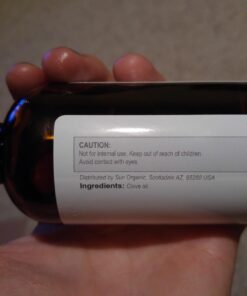 CAUTION:
Not for internal use. Keep out of reach of children.
Avoid contact with eyes.
Distributed by Sun Organic, Scottsdale AZ, 85260 USA
Ingredients: Clove oil